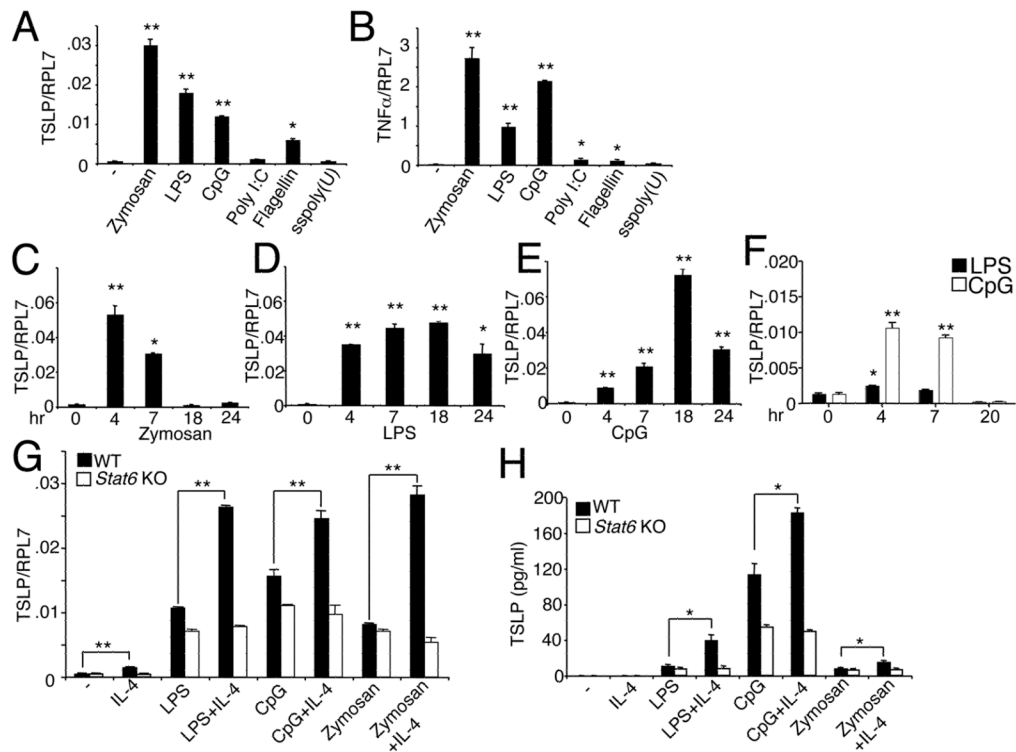 A
TSLP/RPL7
.03
.02
.01
0
**
**
**
*
-
Zymosan
LPS
CpG
Poly I:C
Flagellin
sspoly(U)
B
TNFα/RPL7
3
2
1
0
**
**
**
*
*
-
Zymosan
LPS
CpG
Poly I:C
Flagellin
sspoly(U)
C
TSLP/RPL7
.06
.04
.02
0
**
*
hr
0 4 7 18 24
Zymosan
D
TSLP/RPL7
.06
.04
.02
0
**
**
**
*
0 4 7 18 24
LPS
E
TSLP/RPL7
.06
.04
.02
0
**
**
**
**
0 4 7 18 24
CpG
F
LPS
CpG
TSLP/RPL7
.020
.010
.005
0
*
**
**
hr
0 4 7 20
G
WT
Stat6 KO
TSLP/RPL7
.03
.02
.01
0
**
**
**
**
-
IL-4
LPS
LPS+IL-4
CpG
CpG+IL-4
Zymosan
Zymosan
+IL-4
H
WT
Stat6 KO
TSLP (pg/ml)
200
160
120
80
40
0
*
*
*
-
IL-4
LPS
LPS+IL-4
CpG
CpG+IL-4
Zymosan
Zymosan
+IL-4